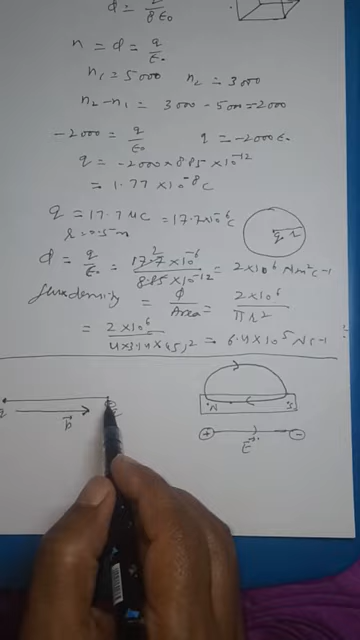 ϕ = q/8ε₀
n = ϕ = q/ε₀
n₁ = 5000 n₂ = 3000
n₂ - n₁ = 3000 - 5000 = 2000
-2000 = q/ε₀ q = -2000ε₀
q = -2000 × 8.85 × 10⁻¹²
= 1.77 × 10⁻⁸ C
q = 17.7 μC = 17.7 × 10⁻⁶ C
r = 0.5 m
q r
ϕ = q/ε₀ = 17.7 × 10⁻⁶ / 8.85 × 10⁻¹² = 2 × 10⁶ Nm²C⁻¹
flux density = ϕ/Area = 2 × 10⁶ / πr²
= 2 × 10⁶ / 4 × 3.14 × (.5)² = 6.4 × 10⁵ NC⁻¹
N S
q p⃗
+ -
E⃗